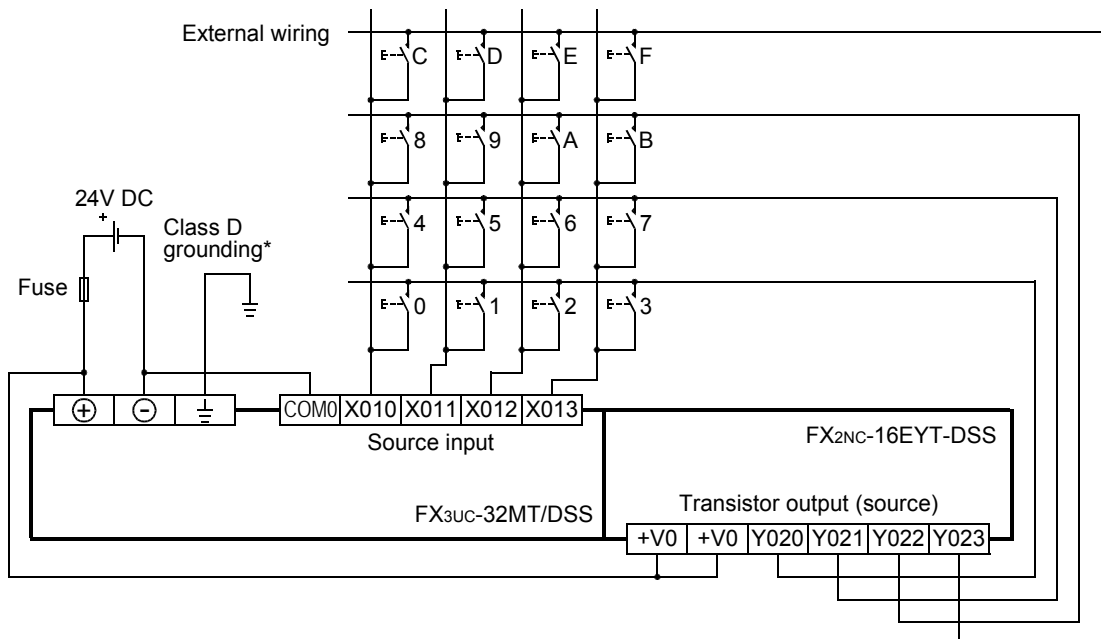 External wiring
C D E F
8 9 A B
24V DC
+
4 5 6 7
Class D
grounding*
Fuse
0 1 2 3
+ - COM0 X010 X011 X012 X013
Source input
FX2NC-16EYT-DSS
Transistor output (source)
FX3UC-32MT/DSS
+V0 +V0 Y020 Y021 Y022 Y023